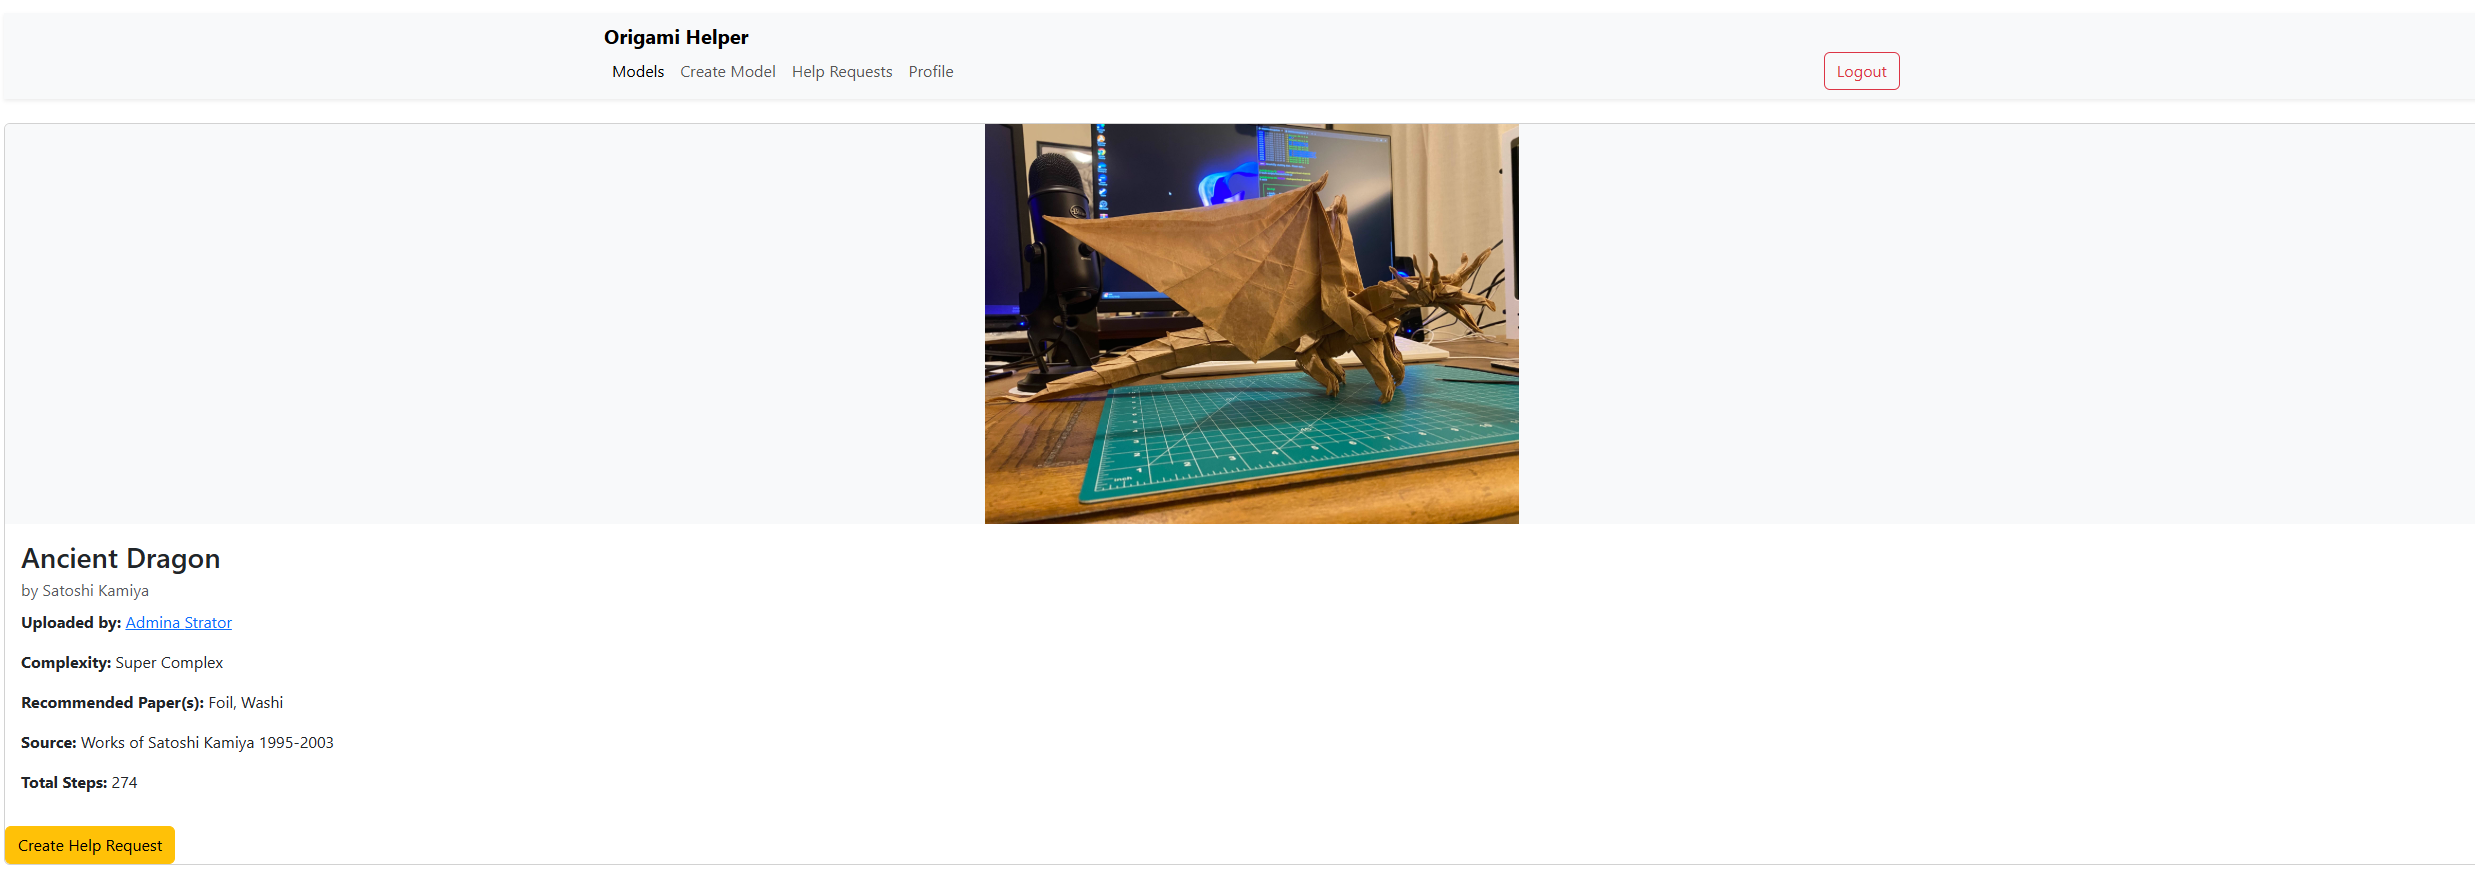 Origami Helper
Models Create Model Help Requests Profile Logout
Ancient Dragon
by Satoshi Kamiya
Uploaded by: Admina Strator
Complexity: Super Complex
Recommended Paper(s): Foil, Washi
Source: Works of Satoshi Kamiya 1995-2003
Total Steps: 274
Create Help Request